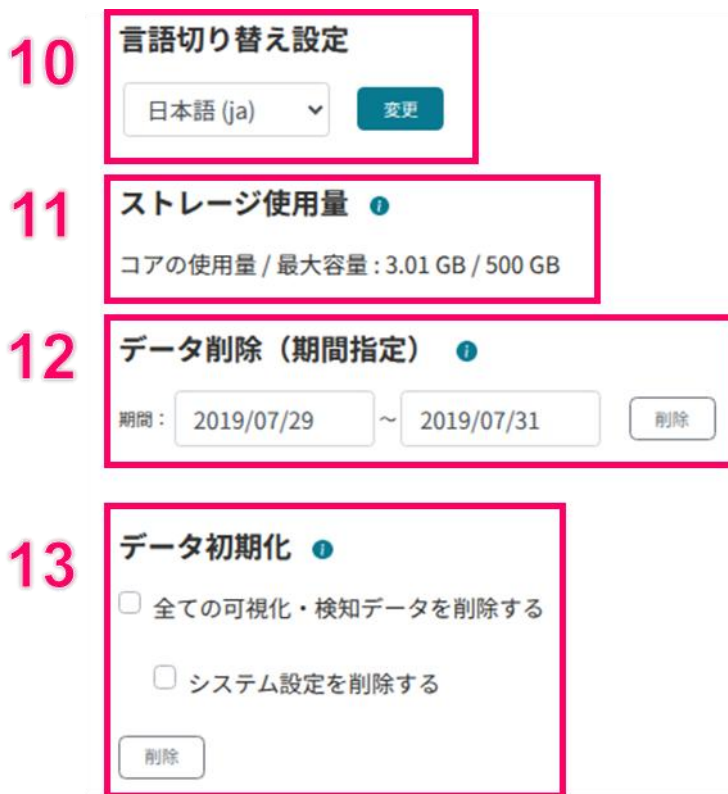 10
言語切り替え設定
日本語 (ja) 変更
11
ストレージ使用量 i
コアの使用量 / 最大容量 : 3.01 GB / 500 GB
12
データ削除（期間指定） i
期間： 2019/07/29 ～ 2019/07/31 削除
13
データ初期化 i
全ての可視化・検知データを削除する
システム設定を削除する
削除